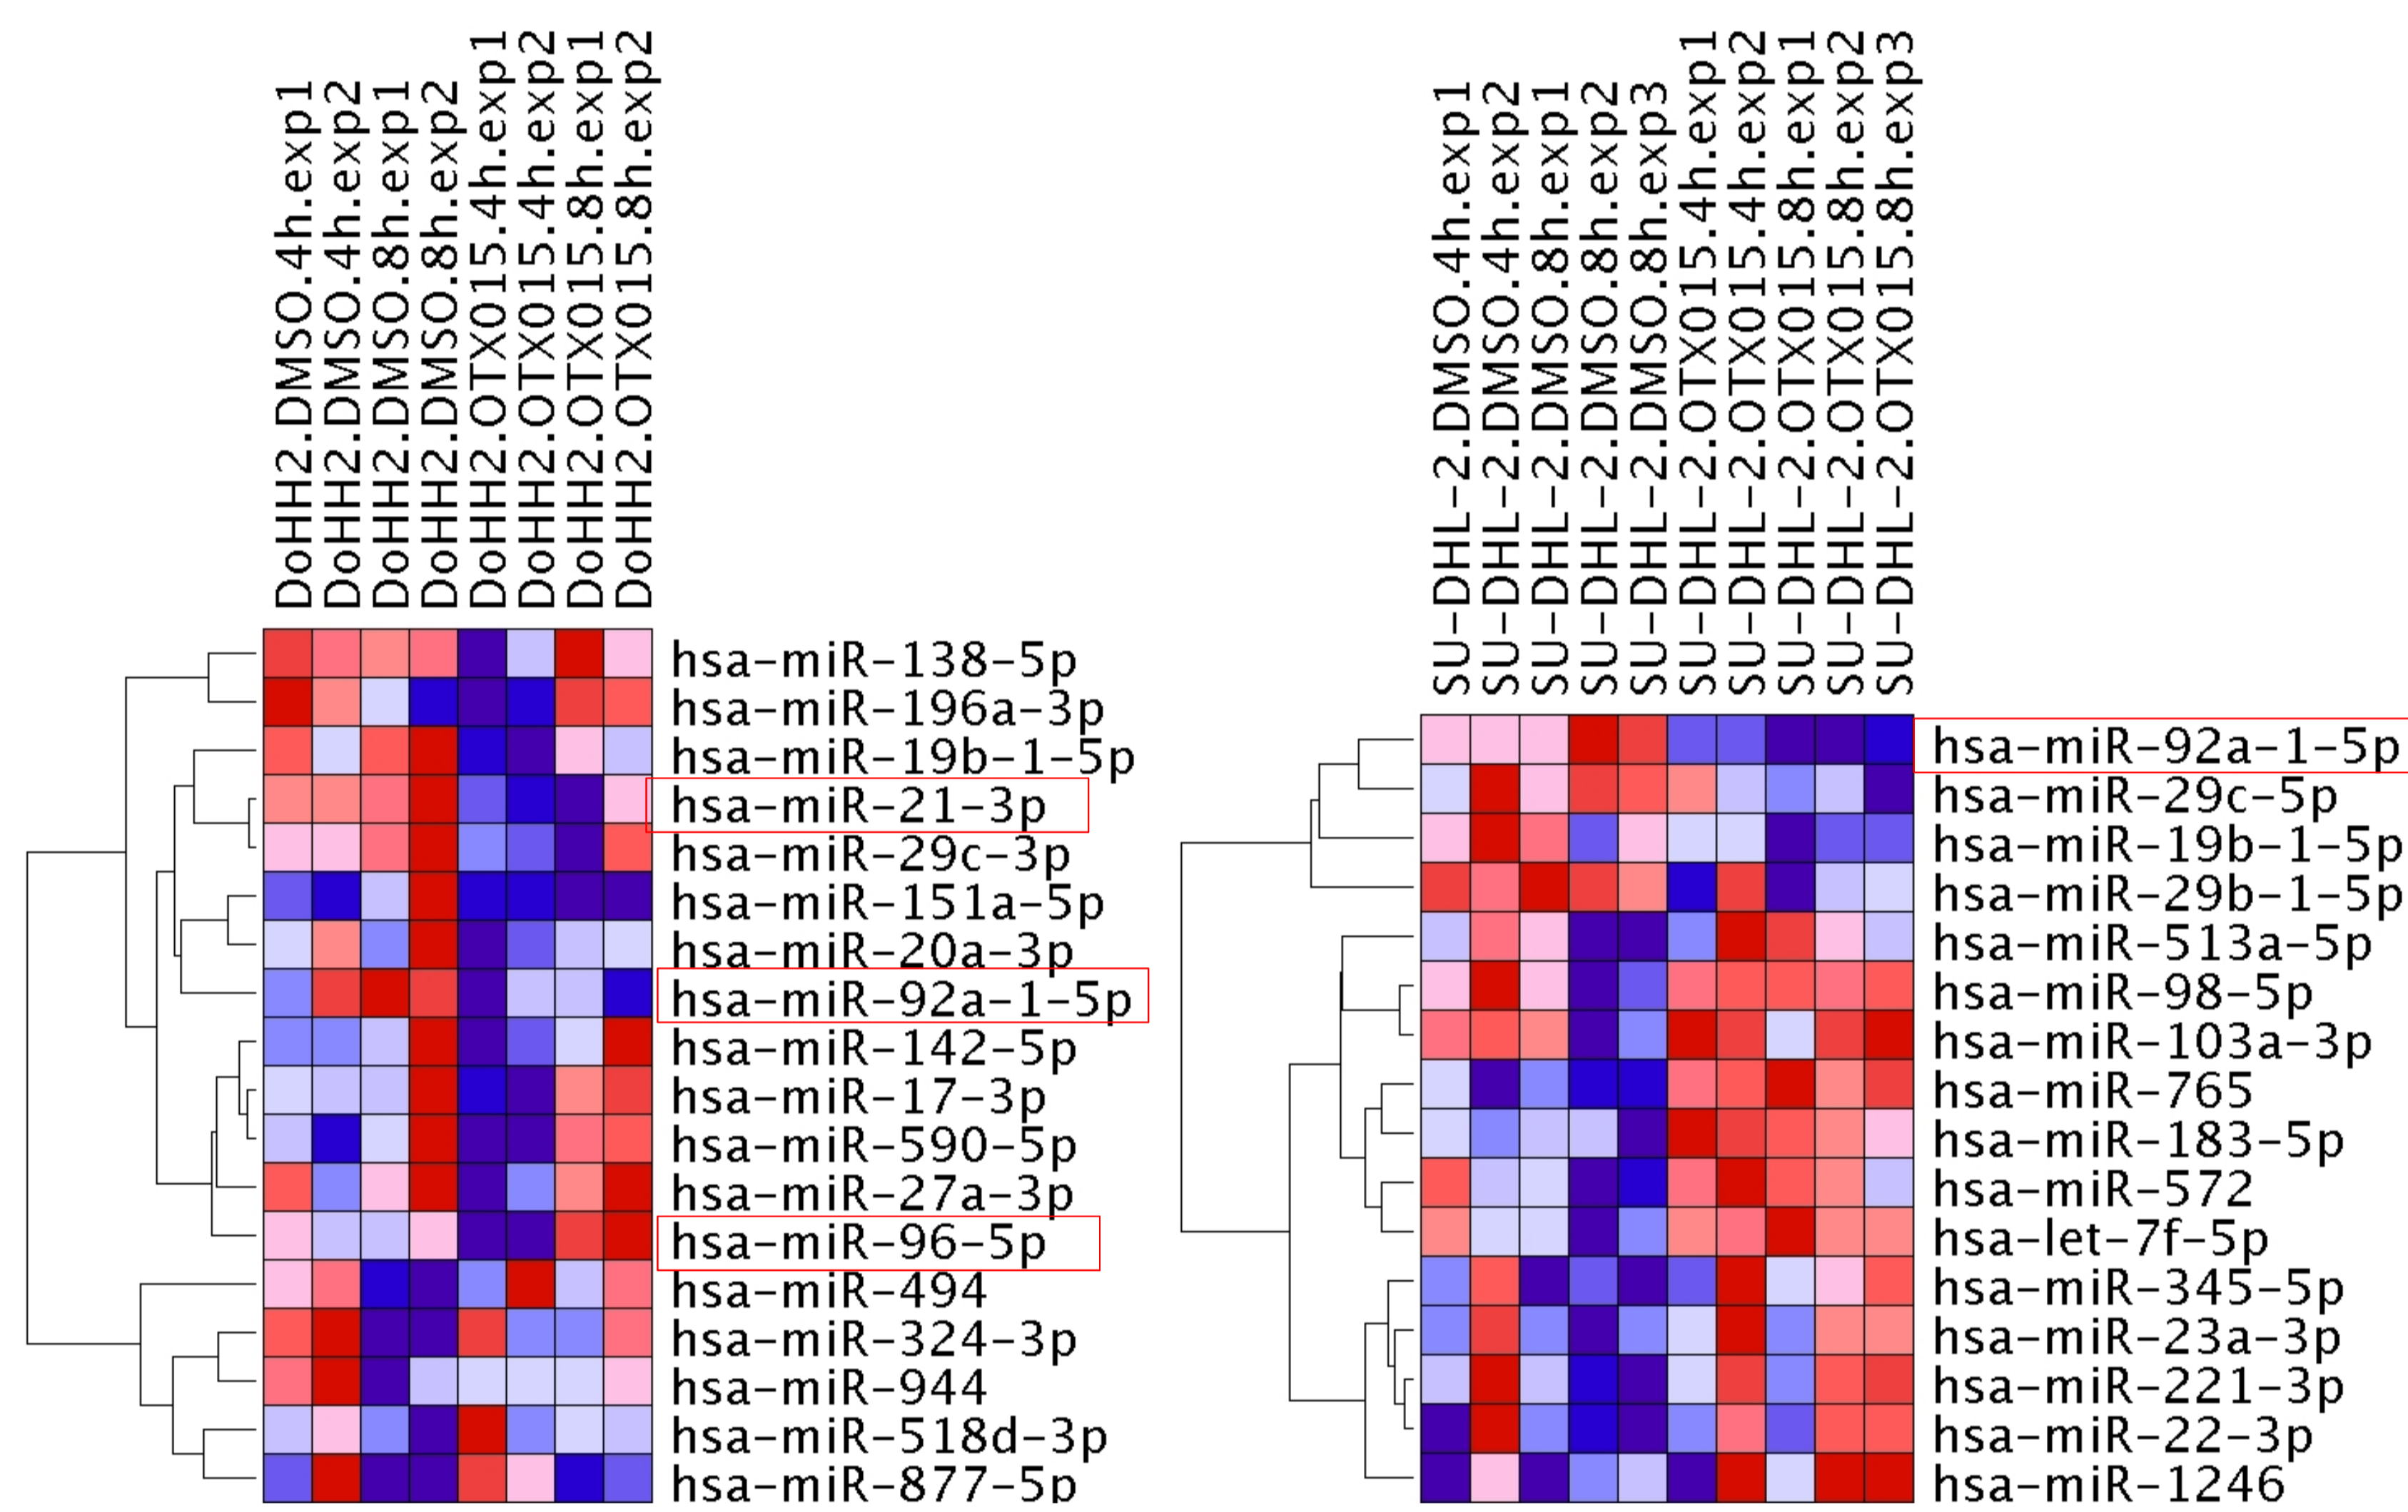 DoHH2.DMSO.4h.exp1
DoHH2.DMSO.4h.exp2
DoHH2.DMSO.8h.exp1
DoHH2.DMSO.8h.exp2
DoHH2.OTX015.4h.exp1
DoHH2.OTX015.4h.exp2
DoHH2.OTX015.8h.exp1
DoHH2.OTX015.8h.exp2
hsa-miR-138-5p
hsa-miR-196a-3p
hsa-miR-19b-1-5p
hsa-miR-21-3p
hsa-miR-29c-3p
hsa-miR-151a-5p
hsa-miR-20a-3p
hsa-miR-92a-1-5p
hsa-miR-142-5p
hsa-miR-17-3p
hsa-miR-590-5p
hsa-miR-27a-3p
hsa-miR-96-5p
hsa-miR-494
hsa-miR-324-3p
hsa-miR-944
hsa-miR-518d-3p
hsa-miR-877-5p
SU-DHL-2.DMSO.4h.exp1
SU-DHL-2.DMSO.4h.exp2
SU-DHL-2.DMSO.8h.exp1
SU-DHL-2.DMSO.8h.exp2
SU-DHL-2.DMSO.8h.exp3
SU-DHL-2.OTX015.4h.exp1
SU-DHL-2.OTX015.4h.exp2
SU-DHL-2.OTX015.8h.exp1
SU-DHL-2.OTX015.8h.exp2
SU-DHL-2.OTX015.8h.exp3
hsa-miR-92a-1-5p
hsa-miR-29c-5p
hsa-miR-19b-1-5p
hsa-miR-29b-1-5p
hsa-miR-513a-5p
hsa-miR-98-5p
hsa-miR-103a-3p
hsa-miR-765
hsa-miR-183-5p
hsa-miR-572
hsa-let-7f-5p
hsa-miR-345-5p
hsa-miR-23a-3p
hsa-miR-221-3p
hsa-miR-22-3p
hsa-miR-1246